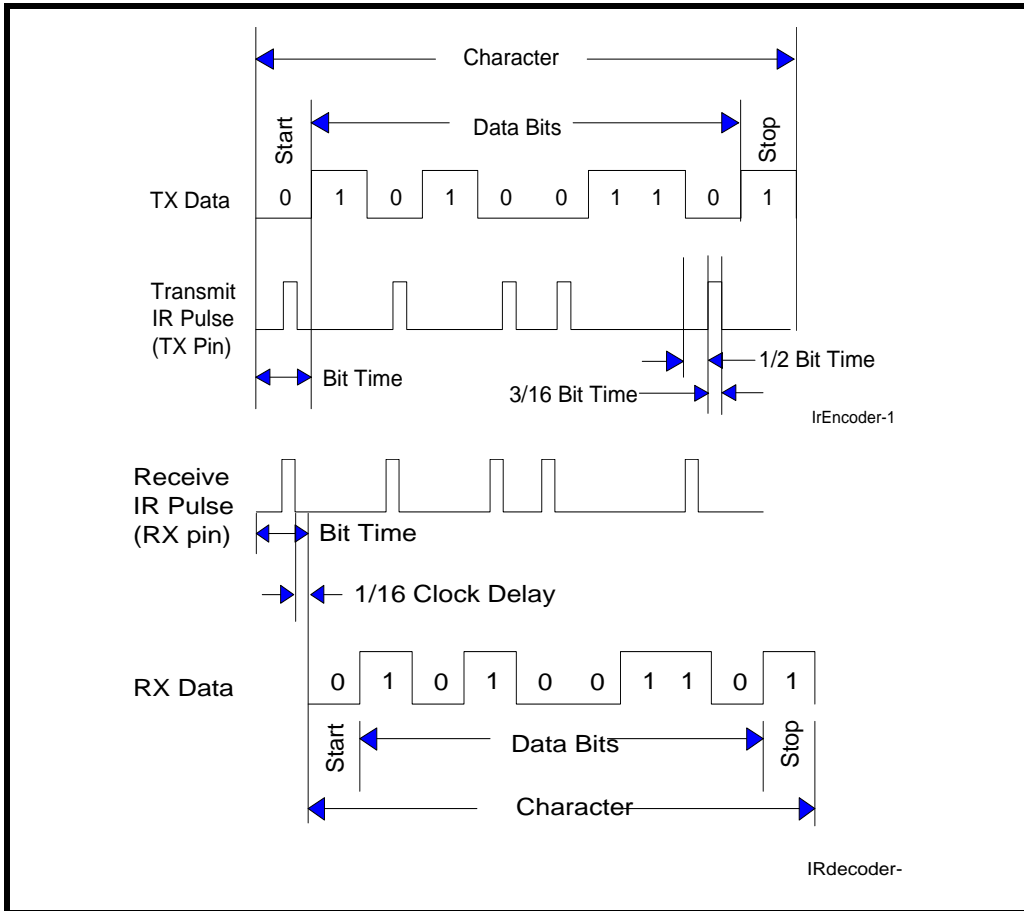 Character
Start
Data Bits
Stop
TX Data
0 1 0 1 0 0 1 1 0 1
Transmit
IR Pulse
(TX Pin)
1/2 Bit Time
Bit Time
3/16 Bit Time
IrEncoder-1
Receive
IR Pulse
(RX pin)
Bit Time
1/16 Clock Delay
RX Data
0 1 0 1 0 0 1 1 0 1
Start
Data Bits
Stop
Character
IRdecoder-